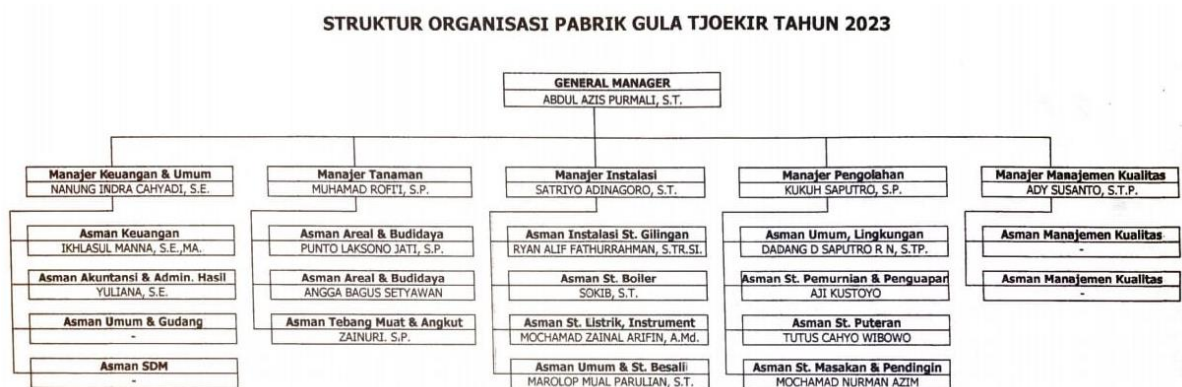 STRUKTUR ORGANISASI PABRIK GULA TJOEKIR TAHUN 2023
GENERAL MANAGER
ABDUL AZIS PURMALI, S.T.
Manajer Keuangan & Umum
NANUNG INDRA CAHYADI, S.E.
Asman Keuangan
IKHLASUL MANNA, S.E.,MA.
Asman Akuntansi & Admin. Hasil
YULIANA, S.E.
Asman Umum & Gudang
-
Asman SDM
-
Manajer Tanaman
MUHAMAD ROFI'I, S.P.
Asman Areal & Budidaya
PUNTO LAKSONO JATI, S.P.
Asman Areal & Budidaya
ANGGA BAGUS SETYAWAN
Asman Tebang Muat & Angkut
ZAINURI. S.P.
Manajer Instalasi
SATRIYO ADINAGORO, S.T.
Asman Instalasi St. Gilingan
RYAN ALIF FATHURRAHMAN, S.TR.SI.
Asman St. Boiler
SOKIB, S.T.
Asman St. Listrik, Instrument
MOCHAMAD ZAINAL ARIFIN, A.Md.
Asman Umum & St. Besali
MAROLOP MUAL PARULIAN, S.T.
Manajer Pengolahan
KUKUH SAPUTRO, S.P.
Asman Umum, Lingkungan
DADANG D SAPUTRO R N, S.TP.
Asman St. Pemurnian & Penguapan
AJI KUSTOYO
Asman St. Puteran
TUTUS CAHYO WIBOWO
Asman St. Masakan & Pendingin
MOCHAMAD NURMAN AZIM
Manajer Manajemen Kualitas
ADY SUSANTO, S.T.P.
Asman Manajemen Kualitas
-
Asman Manajemen Kualitas
-